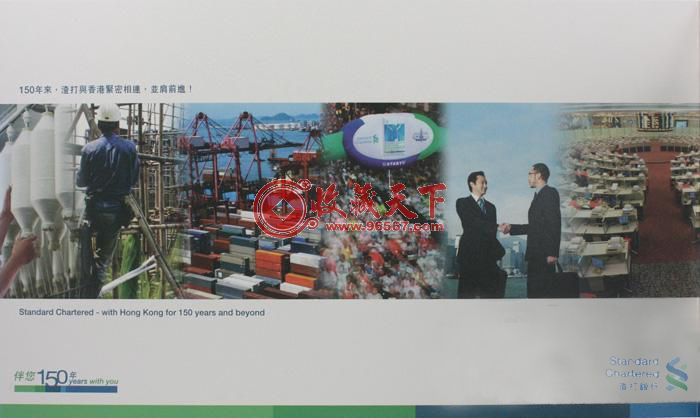 150年來，渣打與香港緊密相連，並肩前進！
START
收藏天下
www.96567.com
Standard Chartered - with Hong Kong for 150 years and beyond
伴您150年
years with you
Standard
Chartered
渣打銀行